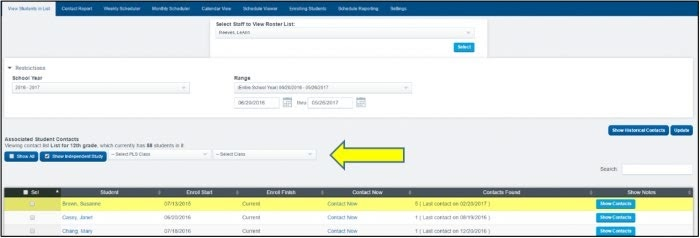 View Students in List Contact Report Weekly Scheduler Monthly Scheduler Calendar View Schedule Viewer Enrolling Students Schedule Reporting Settings
Select Staff to View Roster List:
Reeves, LeAnn
Select
Restrictions
School Year Range
2016 - 2017 (Entire School Year) 06/20/2016 - 05/26/2017
06/20/2016 thru 05/26/2017
Show Historical Contacts Update
Associated Student Contacts
Viewing contact list List for 12th grade, which currently has 58 students in it.
Show All Show Independent Study -- Select PLS Class -- Select Class
Search:
Sel Student Enroll Start Enroll Finish Contact Now Contacts Found Show Notes
Brown, Susanne 07/13/2016 Current Contact Now 5 ( Last contact on 02/20/2017 ) Show Contacts
Casey, Janet 06/20/2016 Current Contact Now 1 ( Last contact on 08/19/2016 ) Show Contacts
Chang, Mary 07/18/2016 Current Contact Now 1 ( Last contact on 12/20/2016 ) Show Contacts